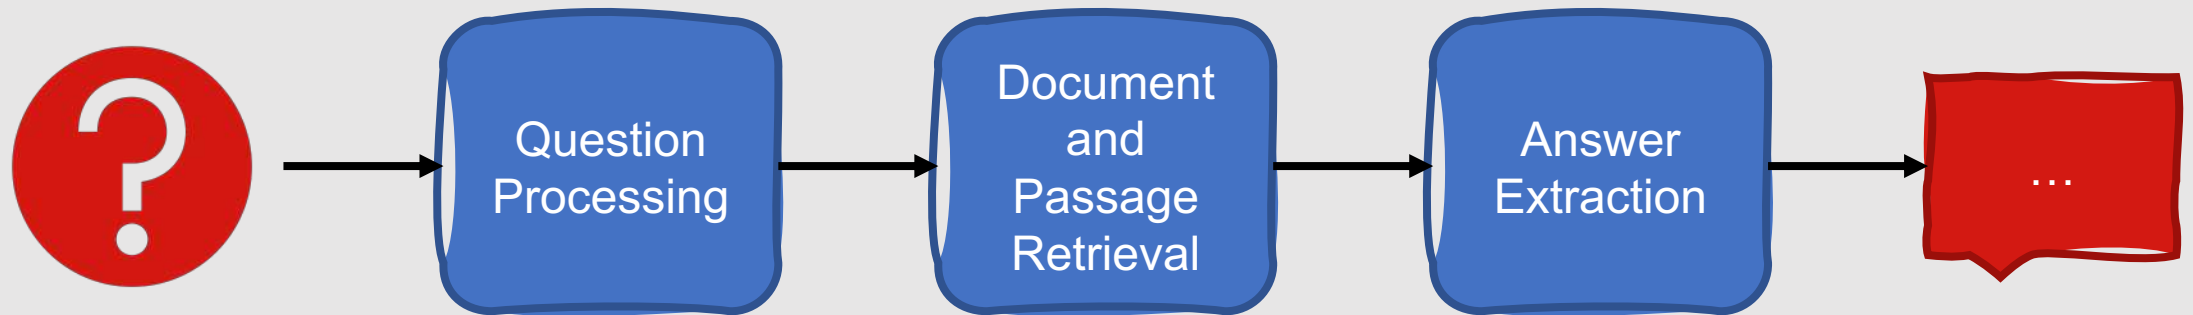 ?
Question
Processing
Document
and
Passage
Retrieval
Answer
Extraction
...